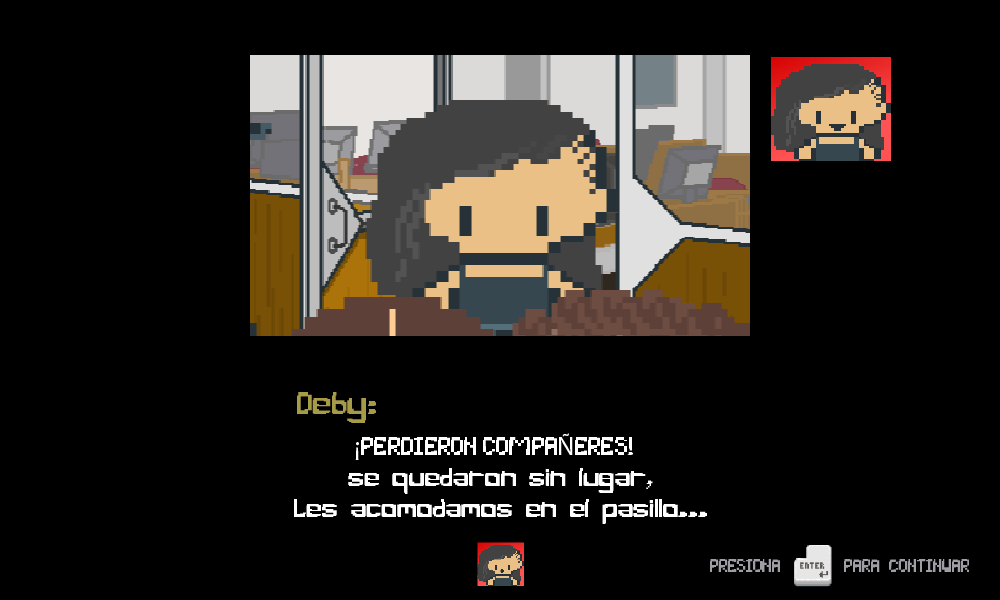 Deby:
¡PERDIERON COMPAÑERES!
se quedaron sin lugar,
Les acomodamos en el pasillo...
PRESIONA ENTER PARA CONTINUAR